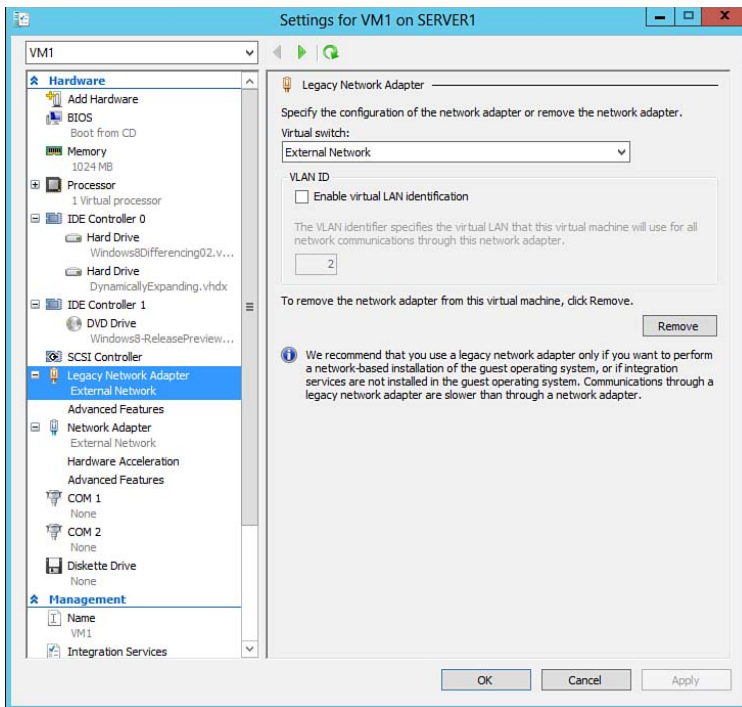 Settings for VM1 on SERVER1
VM1
Hardware
Add Hardware
BIOS
Boot from CD
Memory
1024 MB
Processor
1 Virtual processor
IDE Controller 0
Hard Drive
Windows8Differencing02.v...
Hard Drive
DynamicallyExpanding.vhdx
IDE Controller 1
DVD Drive
Windows8-ReleasePreview...
SCSI Controller
Legacy Network Adapter
External Network
Advanced Features
Network Adapter
External Network
Hardware Acceleration
Advanced Features
COM 1
None
COM 2
None
Diskette Drive
None
Management
Name
VM1
Integration Services
Legacy Network Adapter
Specify the configuration of the network adapter or remove the network adapter.
Virtual switch:
External Network
VLAN ID
Enable virtual LAN identification
The VLAN identifier specifies the virtual LAN that this virtual machine will use for all
network communications through this network adapter.
2
To remove the network adapter from this virtual machine, click Remove.
Remove
We recommend that you use a legacy network adapter only if you want to perform
a network-based installation of the guest operating system, or if integration
services are not installed in the guest operating system. Communications through a
legacy network adapter are slower than through a network adapter.
OK
Cancel
Apply